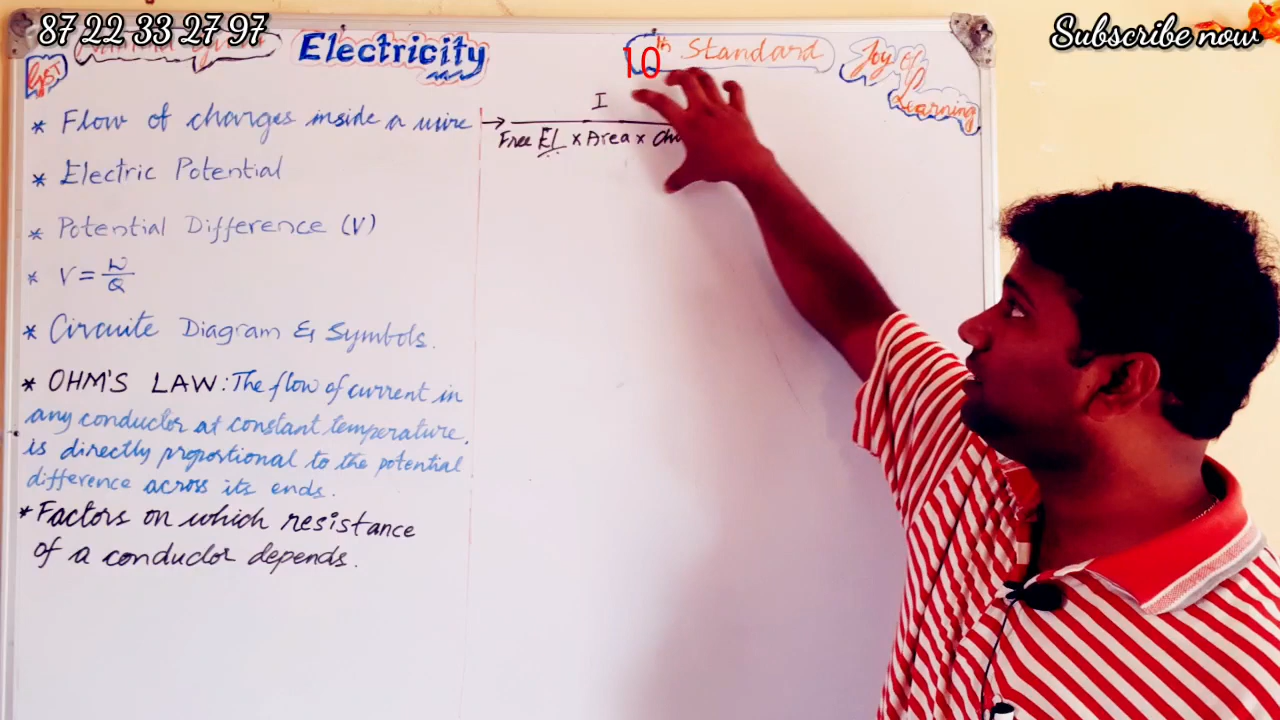 87 22 33 27 97
Subscribe now
Electricity
10th Standard
Joy of
Learning
* Flow of charges inside a wire
I
Free El × Area ×
* Electric Potential
* Potential Difference (V)
* V = W/Q
* Circuite Diagram & Symbols.
* OHM'S LAW: The flow of current in
any conductor at constant temperature,
is directly proportional to the potential
difference across its ends.
* Factors on which resistance
of a conductor depends.